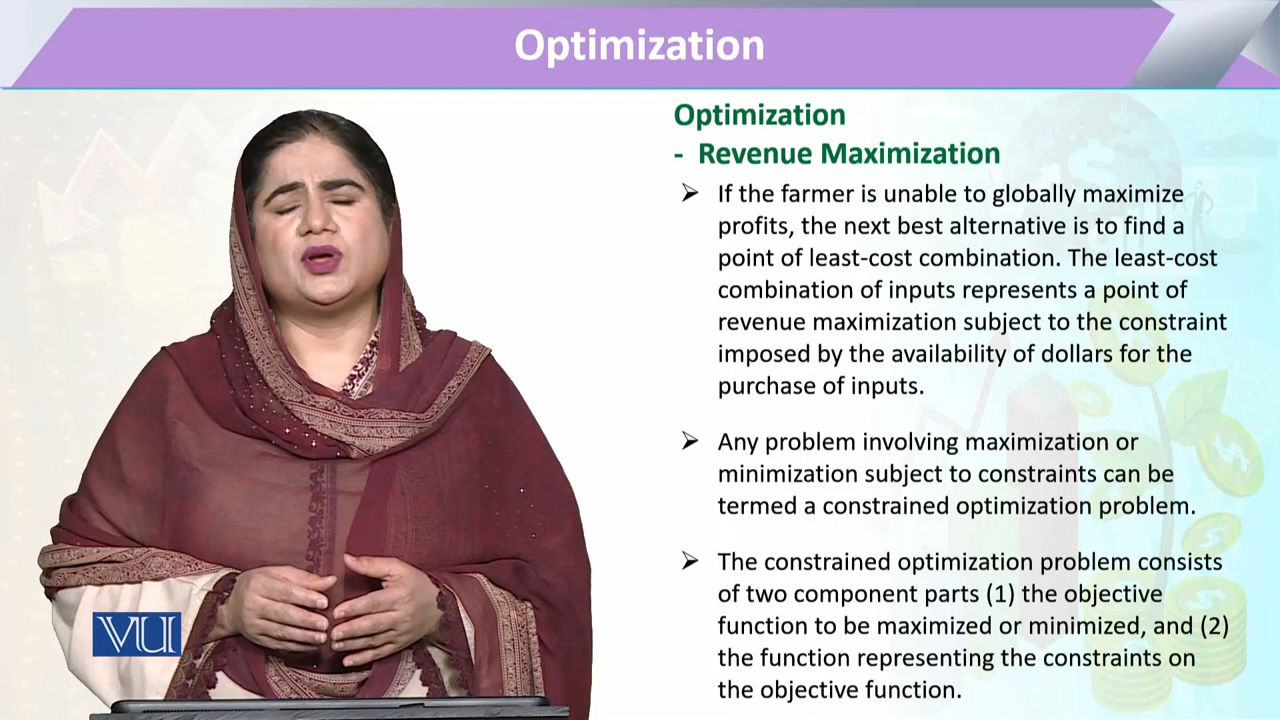 Optimization
Optimization
- Revenue Maximization
➢ If the farmer is unable to globally maximize
profits, the next best alternative is to find a
point of least-cost combination. The least-cost
combination of inputs represents a point of
revenue maximization subject to the constraint
imposed by the availability of dollars for the
purchase of inputs.
➢ Any problem involving maximization or
minimization subject to constraints can be
termed a constrained optimization problem.
➢ The constrained optimization problem consists
of two component parts (1) the objective
function to be maximized or minimized, and (2)
the function representing the constraints on
the objective function.
VU